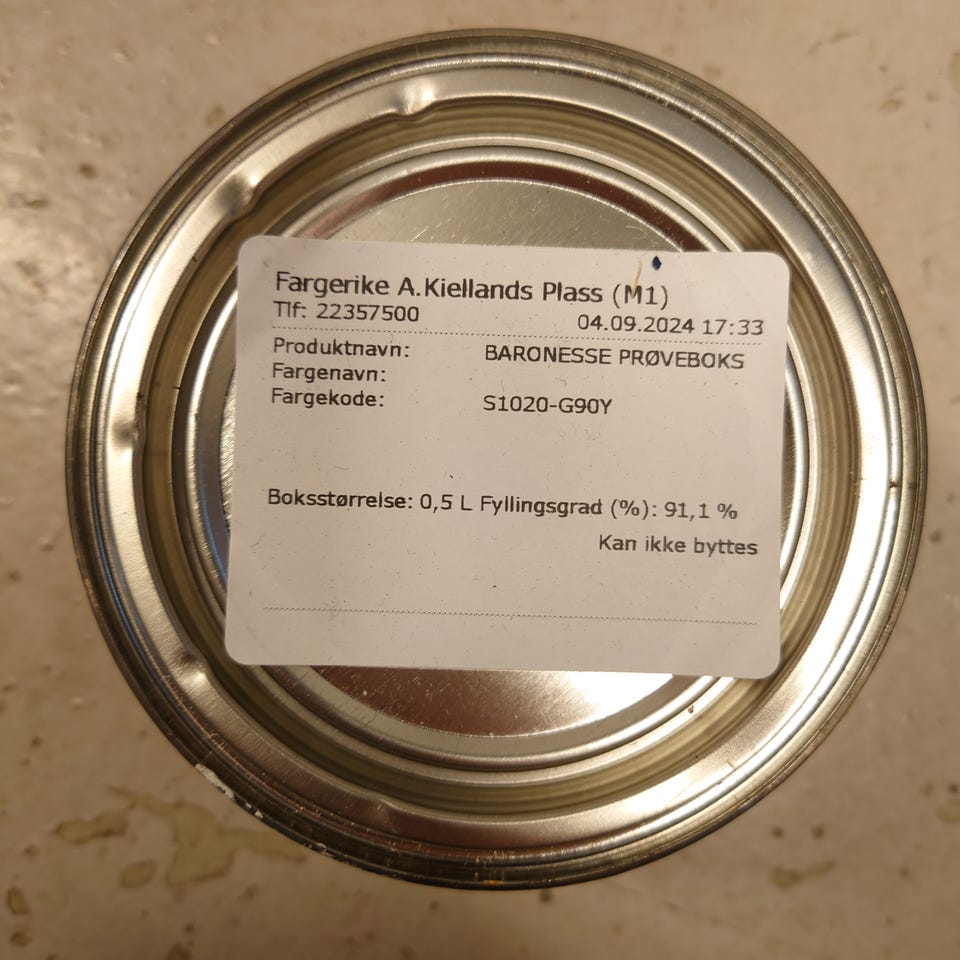 Fargerike A.Kiellands Plass (M1)
Tlf: 22357500 04.09.2024 17:33
Produktnavn: BARONESSE PRØVEBOKS
Fargenavn:
Fargekode: S1020-G90Y
Boksstørrelse: 0,5 L Fyllingsgrad (%): 91,1 %
Kan ikke byttes